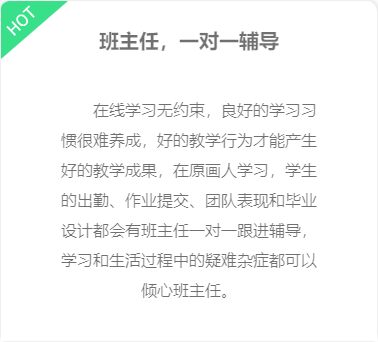 HOT
班主任，一对一辅导
在线学习无约束，良好的学习习
惯很难养成，好的教学行为才能产生
好的教学成果，在原画人学习，学生
的出勤、作业提交、团队表现和毕业
设计都会有班主任一对一跟进辅导，
学习和生活过程中的疑难杂症都可以
倾心班主任。